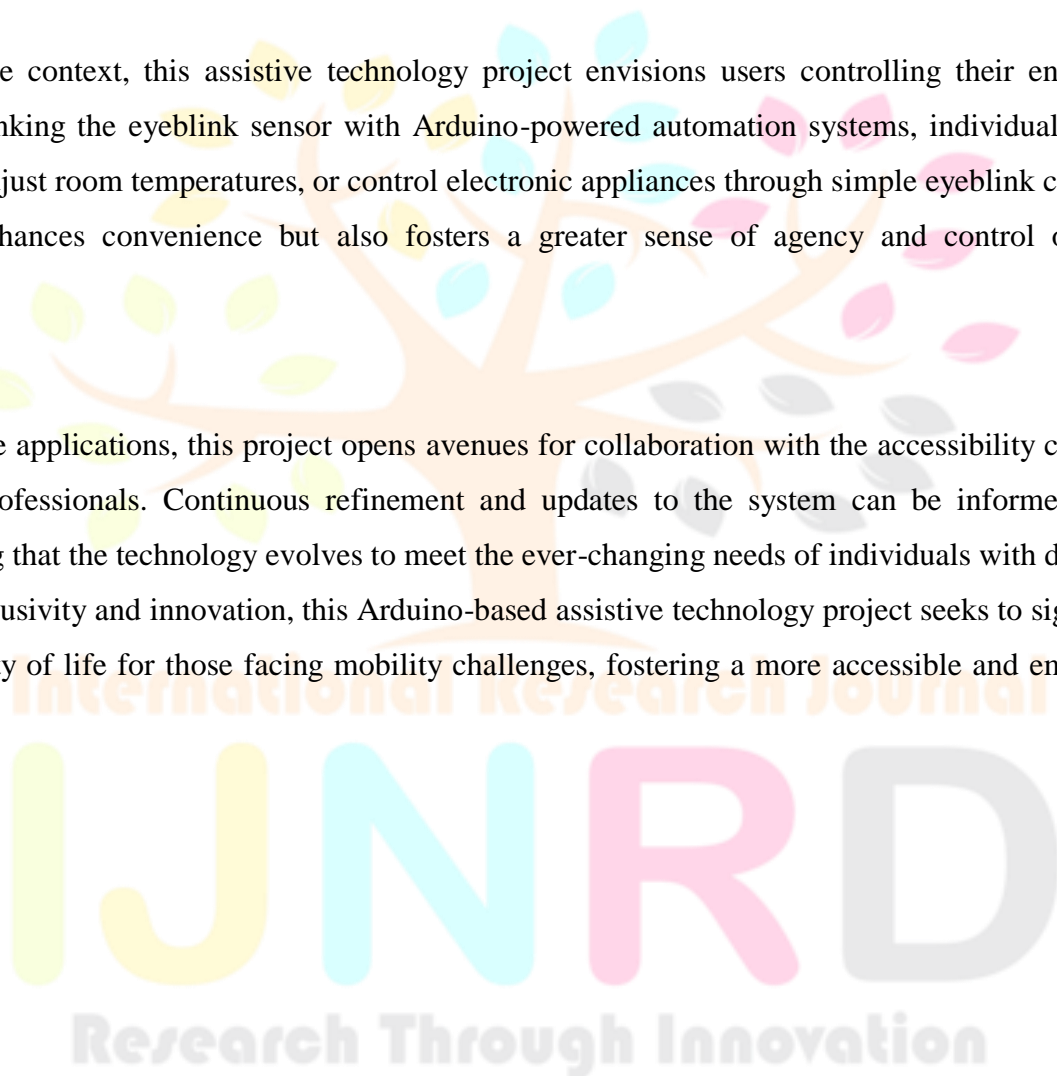 e context, this assistive technology project envisions users controlling their en
nking the eyeblink sensor with Arduino-powered automation systems, individual
just room temperatures, or control electronic appliances through simple eyeblink c
hances convenience but also fosters a greater sense of agency and control o
e applications, this project opens avenues for collaboration with the accessibility c
rofessionals. Continuous refinement and updates to the system can be informe
g that the technology evolves to meet the ever-changing needs of individuals with d
lusivity and innovation, this Arduino-based assistive technology project seeks to sig
y of life for those facing mobility challenges, fostering a more accessible and en
International Research Journal
IJNRD
Research Through Innovation